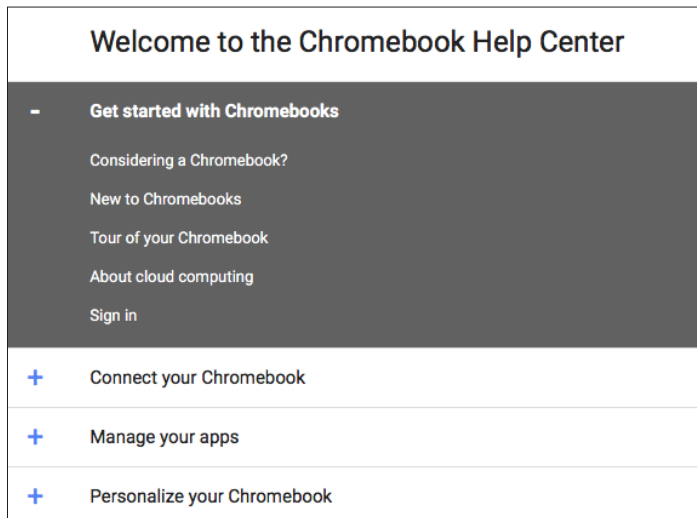 Welcome to the Chromebook Help Center
- Get started with Chromebooks
Considering a Chromebook?
New to Chromebooks
Tour of your Chromebook
About cloud computing
Sign in
+ Connect your Chromebook
+ Manage your apps
+ Personalize your Chromebook